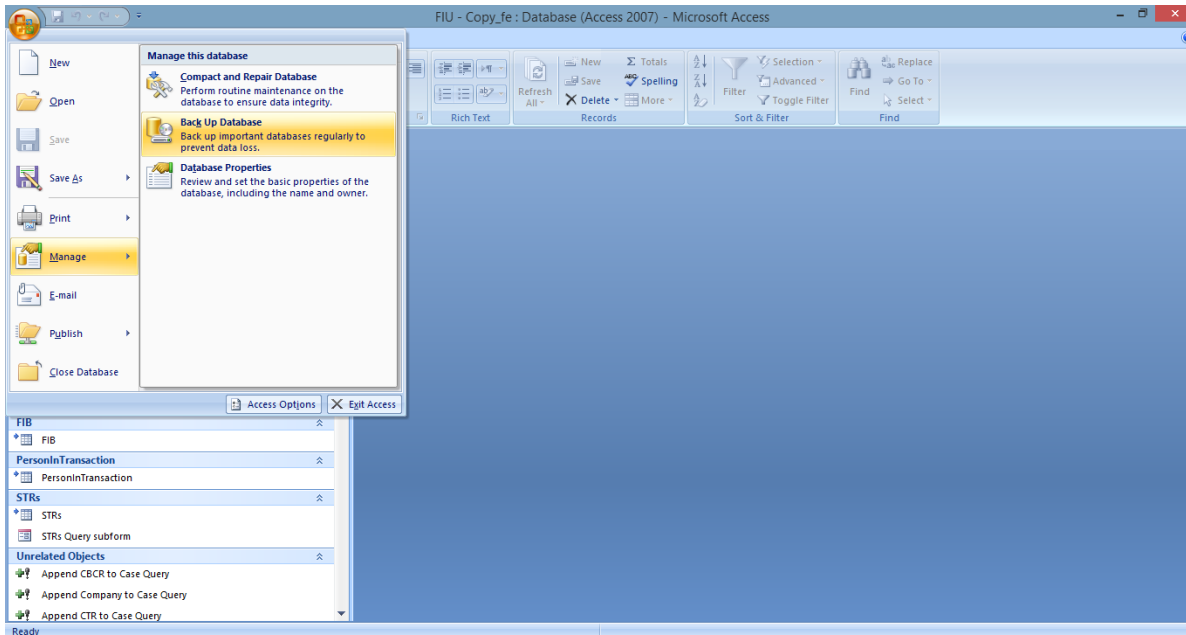 FIU - Copy_fe : Database (Access 2007) - Microsoft Access
New
Open
Save
Save As
Print
Manage
E-mail
Publish
Close Database
Manage this database
Compact and Repair Database
Perform routine maintenance on the
database to ensure data integrity.
Back Up Database
Back up important databases regularly to
prevent data loss.
Database Properties
Review and set the basic properties of the
database, including the name and owner.
Access Options
Exit Access
Rich Text
Refresh
All
New
Save
Delete
Σ Totals
Spelling
More
Records
Filter
Selection
Advanced
Toggle Filter
Sort & Filter
Find
Replace
Go To
Select
Find
FIB
FIB
PersonInTransaction
PersonInTransaction
STRs
STRs
STRs Query subform
Unrelated Objects
Append CBCR to Case Query
Append Company to Case Query
Append CTR to Case Query
Ready